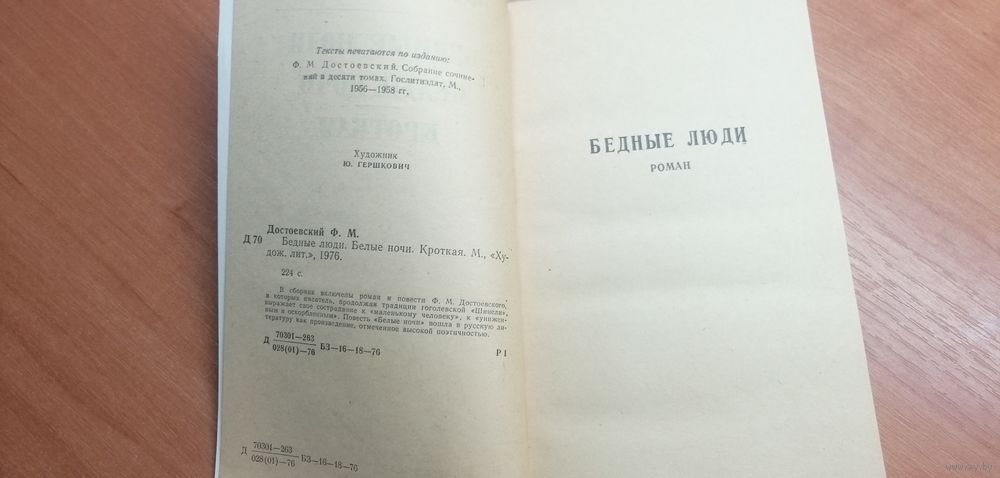 Тексты печатаются по изданию:
Ф. М. Достоевский. Собрание сочине-
ний в десяти томах. Гослитиздат, М.,
1956—1958 гг.
Художник
Ю. ГЕРШКОВИЧ
Достоевский Ф. М.
Д 70 Бедные люди. Белые ночи. Кроткая. М., «Ху-
дож. лит.», 1976.
224 с.
В сборник включены роман и повести Ф. М. Достоевского,
в которых писатель, продолжая традиции гоголевской «Шинели»,
выражает свое сострадание к «маленькому человеку», к «унижен-
ным и оскорбленным». Повесть «Белые ночи» вошла в русскую ли-
тературу как произведение, отмеченное высокой поэтичностью.
Д 70301—263
028(01)—76 БЗ—16—18—76 Р I
Д 70301—263
028(01)—76 БЗ—16—18—76
БЕДНЫЕ ЛЮДИ
РОМАН